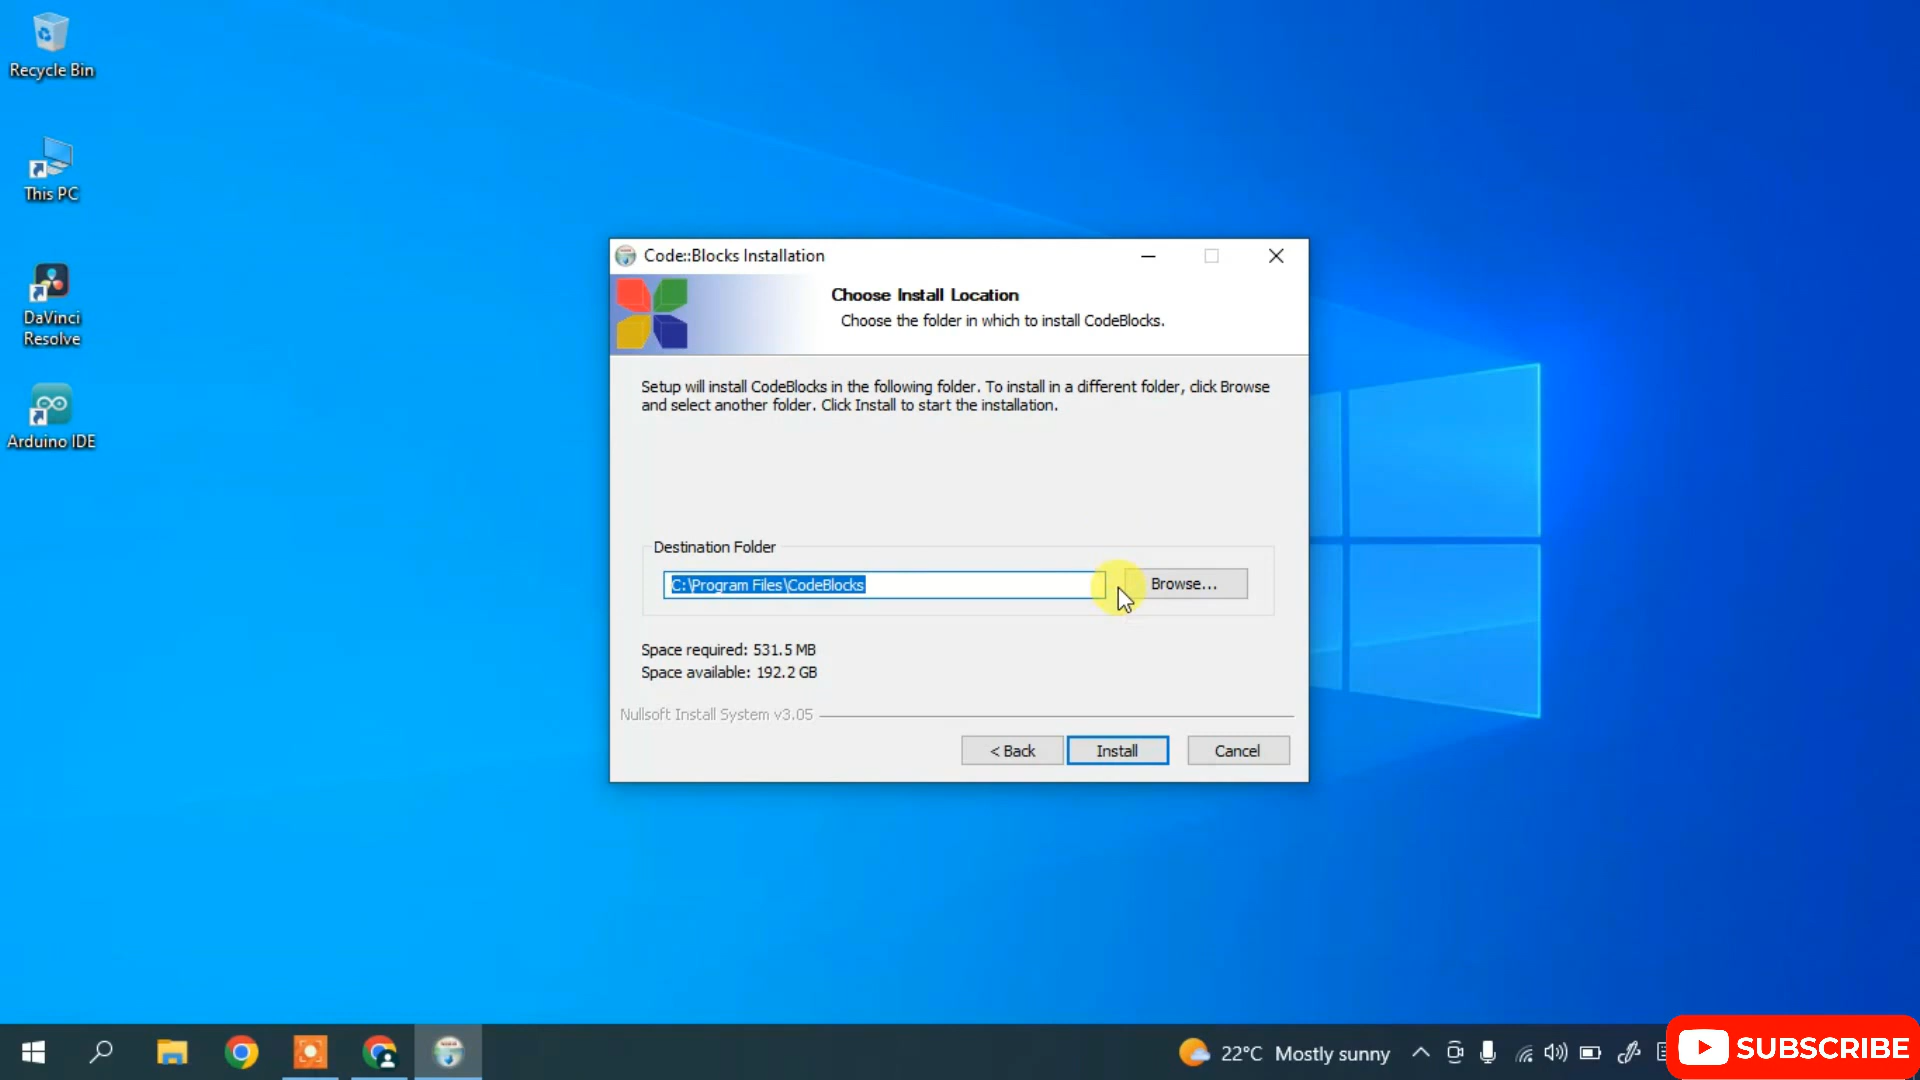 Recycle Bin
This PC
DaVinci
Resolve
Arduino IDE
Code::Blocks Installation
Choose Install Location
Choose the folder in which to install CodeBlocks.
Setup will install CodeBlocks in the following folder. To install in a different folder, click Browse
and select another folder. Click Install to start the installation.
Destination Folder
C:\Program Files\CodeBlocks
Browse...
Space required: 531.5 MB
Space available: 192.2 GB
Nullsoft Install System v3.05
< Back
Install
Cancel
22°C Mostly sunny
SUBSCRIBE